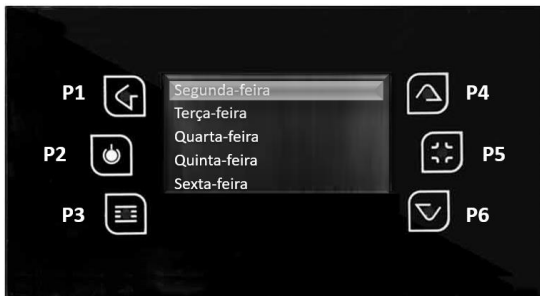 P1
P2
P3
Segunda-feira
Terça-feira
Quarta-feira
Quinta-feira
Sexta-feira
P4
P5
P6